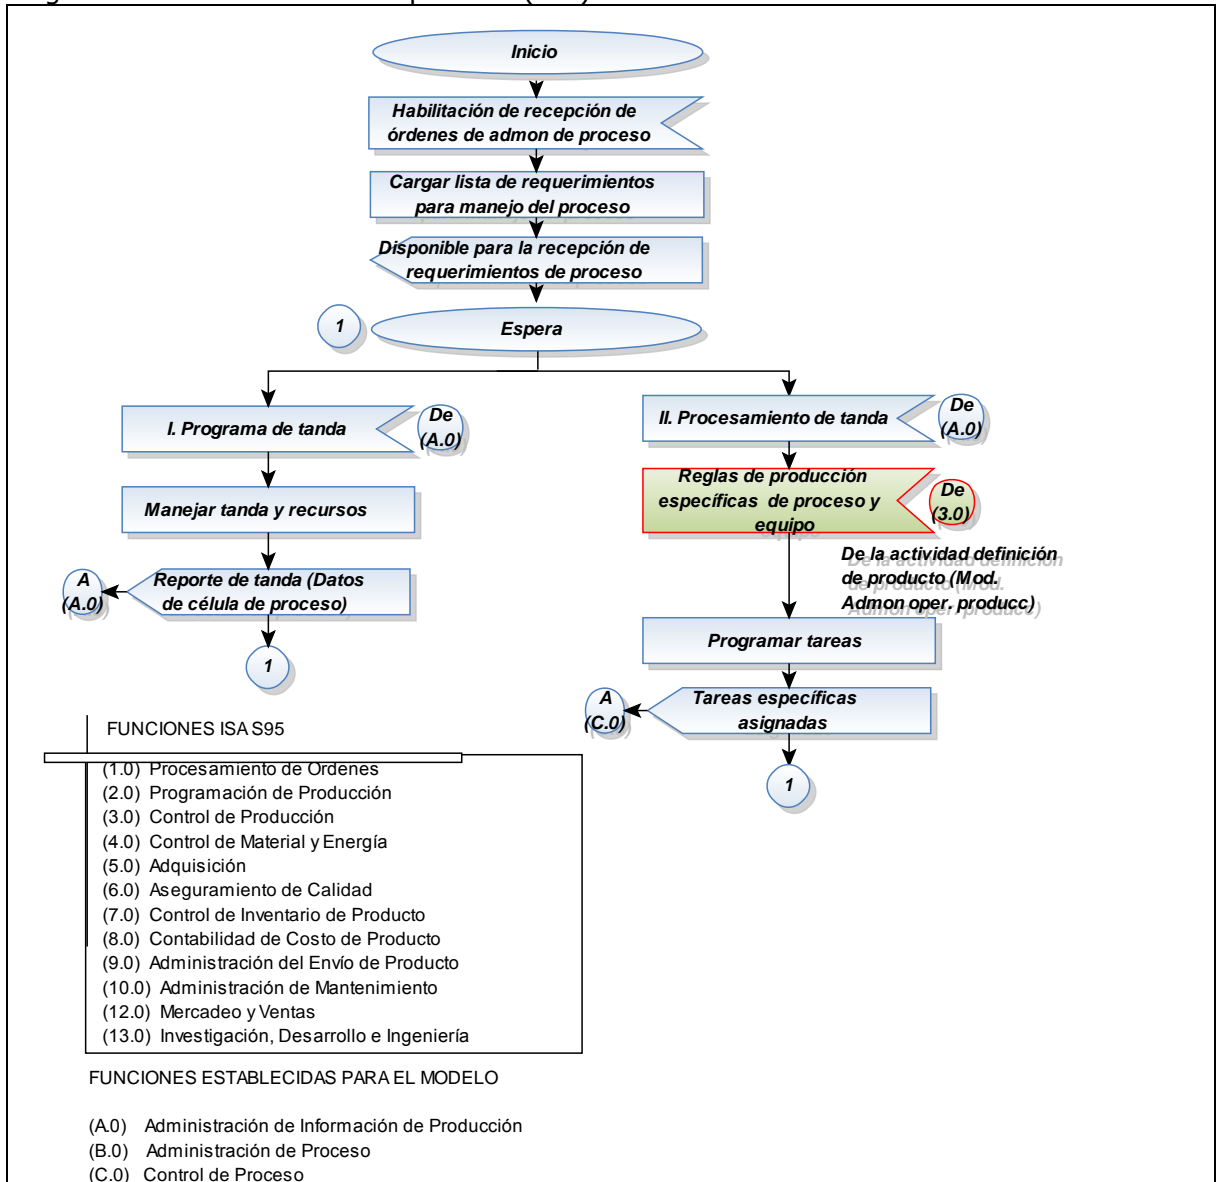 Inicio
Habilitación de recepción de
órdenes de admon de proceso
Cargar lista de requerimientos
para manejo del proceso
Disponible para la recepción de
requerimientos de proceso
1
Espera
I. Programa de tanda
De
(A.0)
Manejar tanda y recursos
A
(A.0)
Reporte de tanda (Datos
de célula de proceso)
1
II. Procesamiento de tanda
De
(A.0)
Reglas de producción
específicas de proceso y
equipo
De
(3.0)
De la actividad definición
de producto (Mod.
Admon oper. producc)
Programar tareas
A
(C.0)
Tareas específicas
asignadas
1
FUNCIONES ISA S95
(1.0) Procesamiento de Ordenes
(2.0) Programación de Producción
(3.0) Control de Producción
(4.0) Control de Material y Energía
(5.0) Adquisición
(6.0) Aseguramiento de Calidad
(7.0) Control de Inventario de Producto
(8.0) Contabilidad de Costo de Producto
(9.0) Administración del Envío de Producto
(10.0) Administración de Mantenimiento
(12.0) Mercadeo y Ventas
(13.0) Investigación, Desarrollo e Ingeniería
FUNCIONES ESTABLECIDAS PARA EL MODELO
(A.0) Administración de Información de Producción
(B.0) Administración de Proceso
(C.0) Control de Proceso